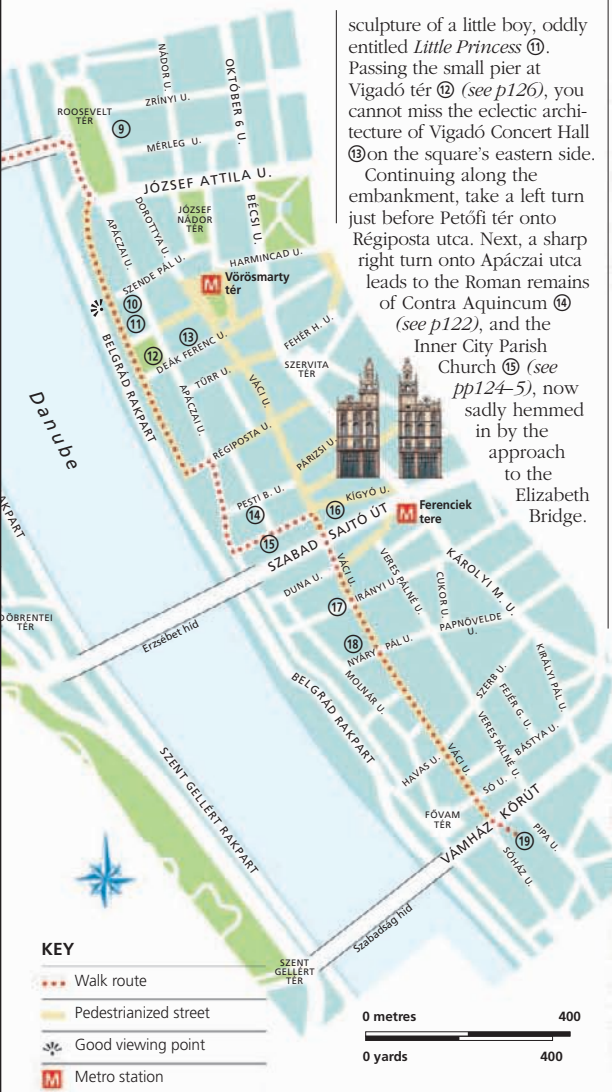 sculpture of a little boy, oddly
entitled Little Princess ⑪.
Passing the small pier at
Vigadó tér ⑫ (see p126), you
cannot miss the eclectic archi-
tecture of Vigadó Concert Hall
⑬on the square's eastern side.
Continuing along the
embankment, take a left turn
just before Petőfi tér onto
Régiposta utca. Next, a sharp
right turn onto Apáczai utca
leads to the Roman remains
of Contra Aquincum ⑭
(see p122), and the
Inner City Parish
Church ⑮ (see
pp124–5), now
sadly hemmed
in by the
approach
to the
Elizabeth
Bridge.
NÁDOR U.
OKTÓBER 6 U.
ZRÍNYI U.
ROOSEVELT
TÉR
⑨
MÉRLEG U.
JÓZSEF ATTILA U.
DOROTTYA U.
JÓZSEF
NÁDOR
TÉR
BÉCSI U.
APÁCZAI U.
SZENDE PÁL U.
HARMINCAD U.
M Vörösmarty
tér
⑩
⑪
⑫
⑬
DEÁK FERENC U.
FEHÉR H. U.
SZERVITA
TÉR
BELGRÁD RAKPART
TÜRR U.
APÁCZAI U.
VÁCI U.
Danube
RÉGIPOSTA U.
PÁRIZSI U.
PESTI B. U.
⑭
⑮
⑯
KÍGYÓ U.
M Ferenciek
tere
SZABAD SAJTÓ ÚT
RAKPART
DÖBRENTEI
TÉR
Erzsébet híd
DUNA U.
VÁCI U.
IRÁNYI U.
VERES PÁLNÉ U.
CUKOR U.
KÁROLYI M. U.
PAPNÖVELDE
U.
⑰
⑱
NYÁRY PÁL U.
MOLNÁR U.
KIRÁLYI PÁL U.
SZERB U.
FEJÉR G. U.
VERES PÁLNÉ U.
BÁSTYA U.
BELGRÁD RAKPART
HAVAS U.
VÁCI U.
SÓ U.
SZENT GELLÉRT RAKPART
FŐVAM
TÉR
VÁMHÁZ KÖRÚT
PIPA U.
⑲
SÓHÁZ U.
Szabadság híd
SZENT
GELLÉRT
TÉR
KEY
Walk route
Pedestrianized street
Good viewing point
M Metro station
0 metres 400
0 yards 400